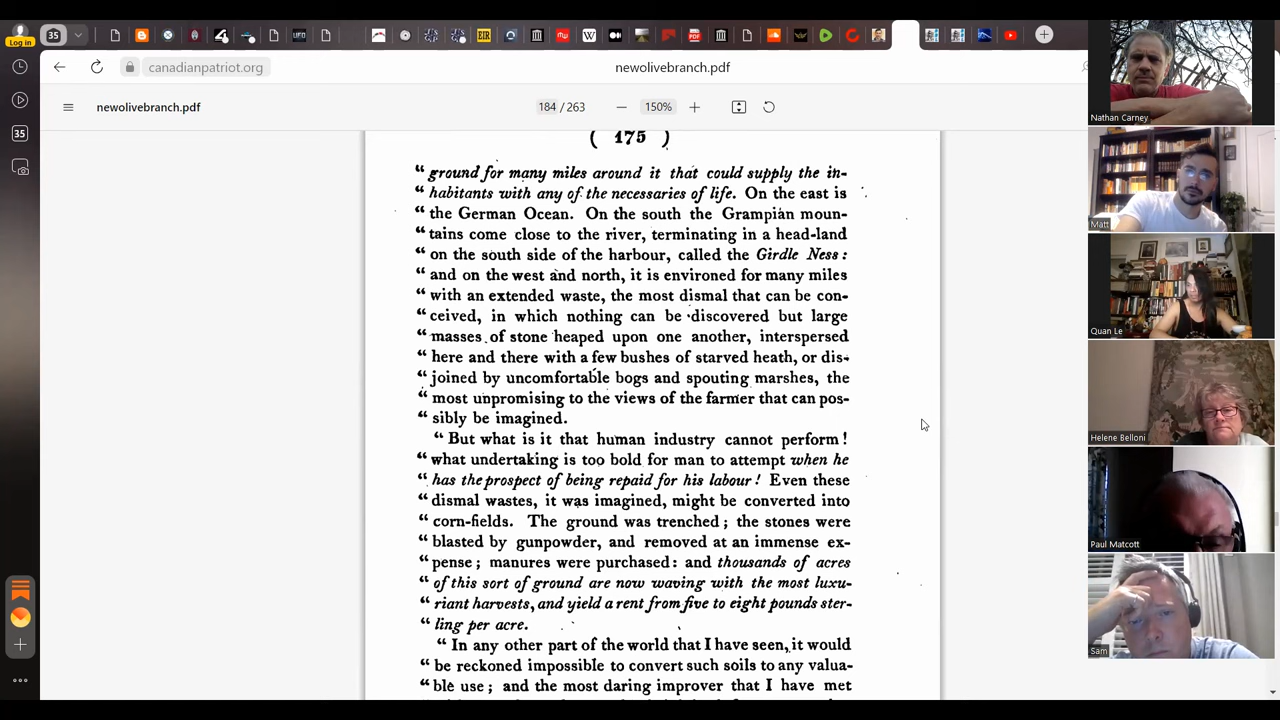 Log in
35
canadianpatriot.org
newolivebranch.pdf
newolivebranch.pdf
184 / 263
150%
35
( 175 )
“ ground for many miles around it that could supply the in-
“ habitants with any of the necessaries of life. On the east is
“ the German Ocean. On the south the Grampian moun-
“ tains come close to the river, terminating in a head-land
“ on the south side of the harbour, called the Girdle Ness :
“ and on the west and north, it is environed for many miles
“ with an extended waste, the most dismal that can be con-
“ ceived, in which nothing can be discovered but large
“ masses of stone heaped upon one another, interspersed
“ here and there with a few bushes of starved heath, or dis-
“ joined by uncomfortable bogs and spouting marshes, the
“ most unpromising to the views of the farmer that can pos-
“ sibly be imagined.
“ But what is it that human industry cannot perform !
“ what undertaking is too bold for man to attempt when he
“ has the prospect of being repaid for his labour ! Even these
“ dismal wastes, it was imagined, might be converted into
“ corn-fields. The ground was trenched ; the stones were
“ blasted by gunpowder, and removed at an immense ex-
“ pense ; manures were purchased : and thousands of acres
“ of this sort of ground are now waving with the most luxu-
“ riant harvests, and yield a rent from five to eight pounds ster-
“ ling per acre.
“ In any other part of the world that I have seen, it would
“ be reckoned impossible to convert such soils to any valua-
“ ble use ; and the most daring improver that I have met
Nathan Carney
Matt
Quan Le
Helene Belloni
Paul Matcott
Sam